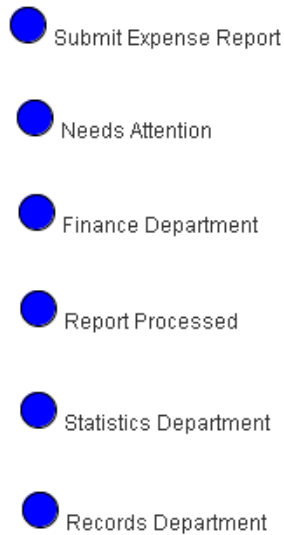 Submit Expense Report
Needs Attention
Finance Department
Report Processed
Statistics Department
Records Department